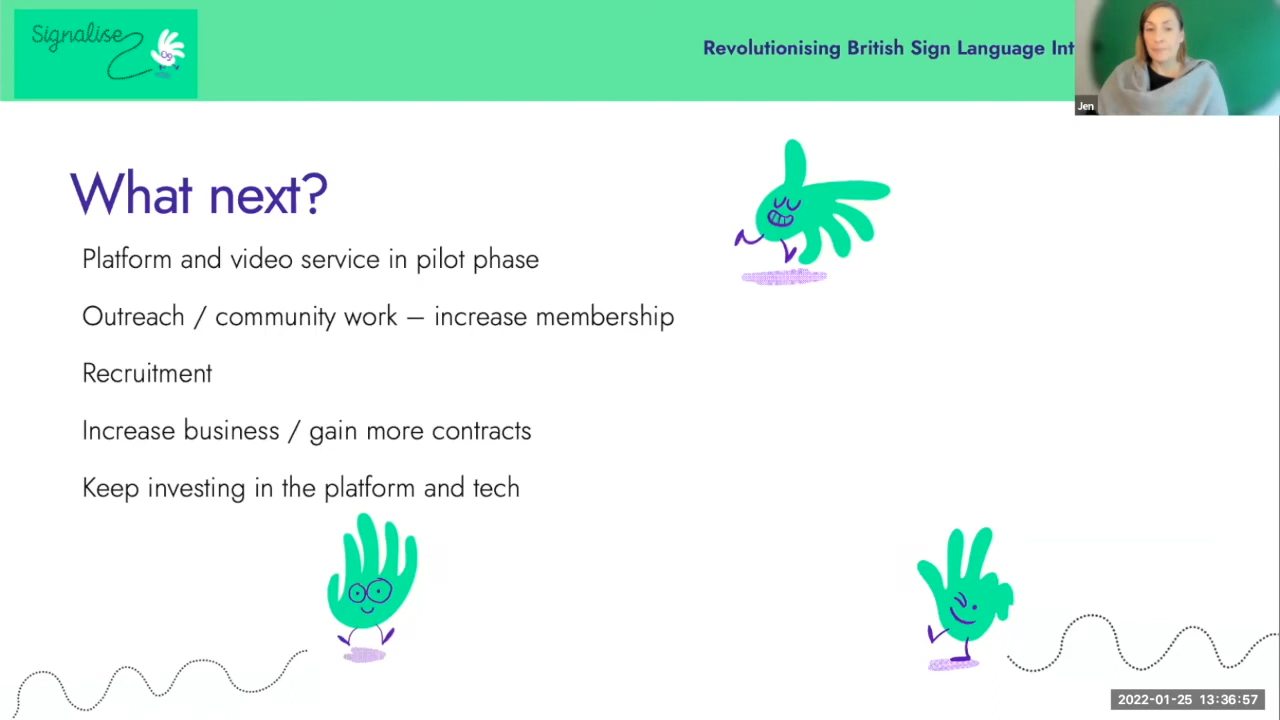 Signalise
Revolutionising British Sign Language Int
Jen
What next?
Platform and video service in pilot phase
Outreach / community work – increase membership
Recruitment
Increase business / gain more contracts
Keep investing in the platform and tech
2022-01-25 13:36:57